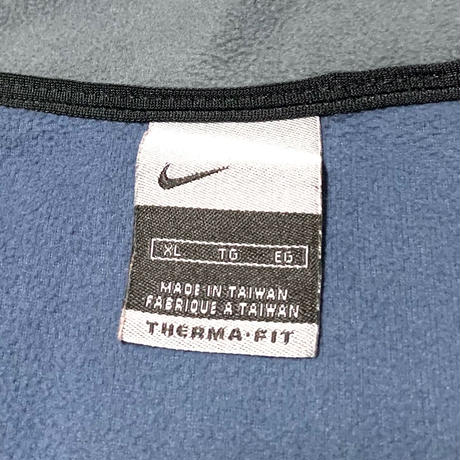 XL TG EG
MADE IN TAIWAN
FABRIQUE A TAIWAN
THERMA·FIT